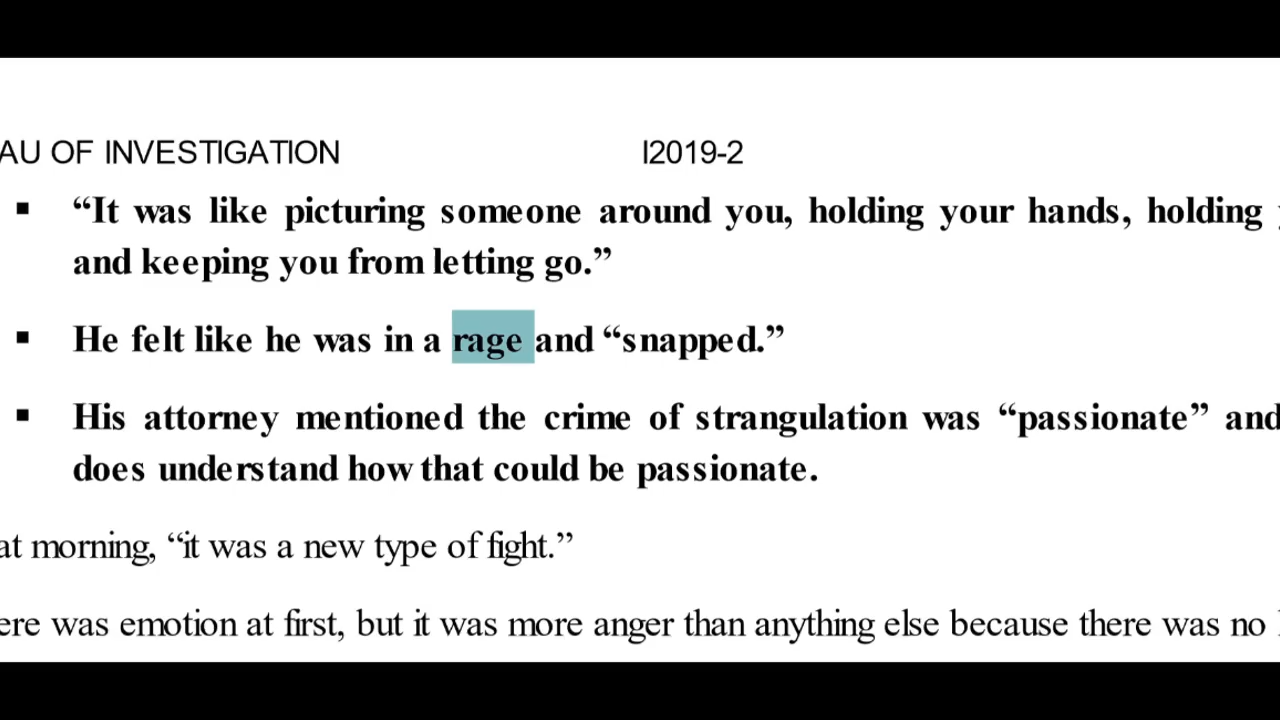 AU OF INVESTIGATION I2019-2
▪ “It was like picturing someone around you, holding your hands, holding
and keeping you from letting go.”
▪ He felt like he was in a rage and “snapped.”
▪ His attorney mentioned the crime of strangulation was “passionate” and
does understand how that could be passionate.
at morning, “it was a new type of fight.”
ere was emotion at first, but it was more anger than anything else because there was no